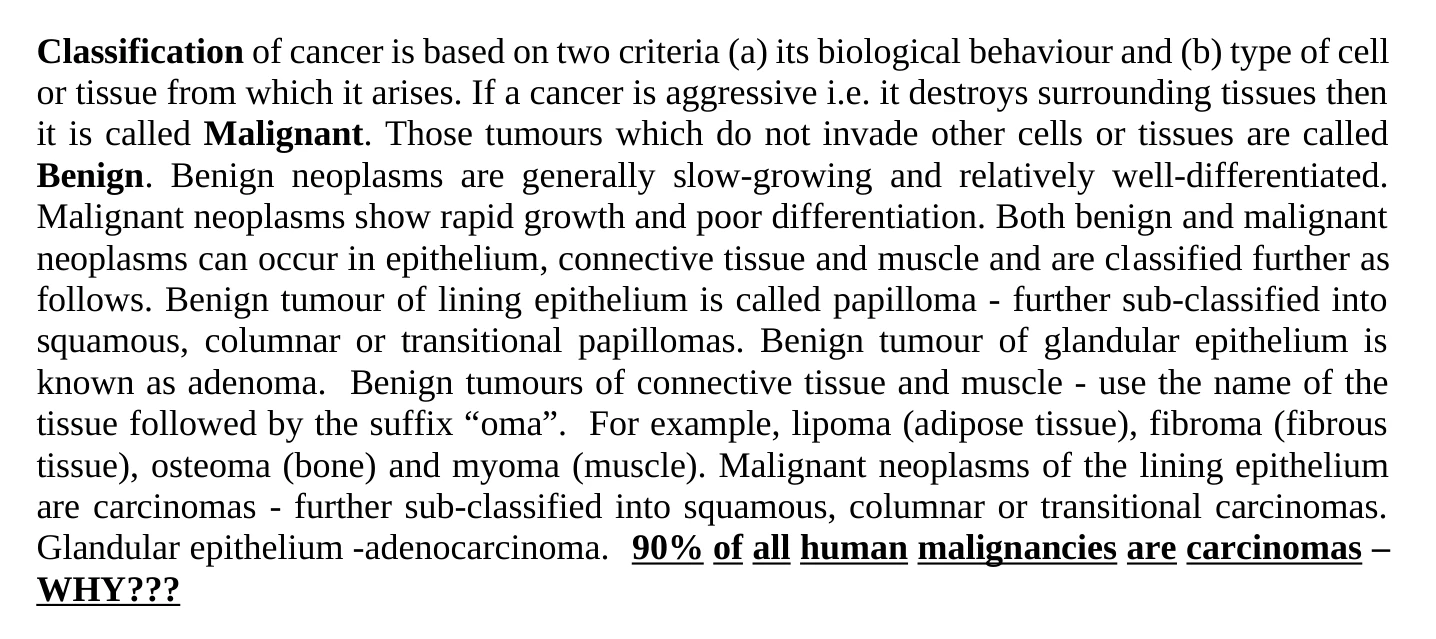 Classification of cancer is based on two criteria (a) its biological behaviour and (b) type of cell
or tissue from which it arises. If a cancer is aggressive i.e. it destroys surrounding tissues then
it is called Malignant. Those tumours which do not invade other cells or tissues are called
Benign. Benign neoplasms are generally slow-growing and relatively well-differentiated.
Malignant neoplasms show rapid growth and poor differentiation. Both benign and malignant
neoplasms can occur in epithelium, connective tissue and muscle and are classified further as
follows. Benign tumour of lining epithelium is called papilloma - further sub-classified into
squamous, columnar or transitional papillomas. Benign tumour of glandular epithelium is
known as adenoma.  Benign tumours of connective tissue and muscle - use the name of the
tissue followed by the suffix “oma”.  For example, lipoma (adipose tissue), fibroma (fibrous
tissue), osteoma (bone) and myoma (muscle). Malignant neoplasms of the lining epithelium
are carcinomas - further sub-classified into squamous, columnar or transitional carcinomas.
Glandular epithelium -adenocarcinoma.  90% of all human malignancies are carcinomas –
WHY???